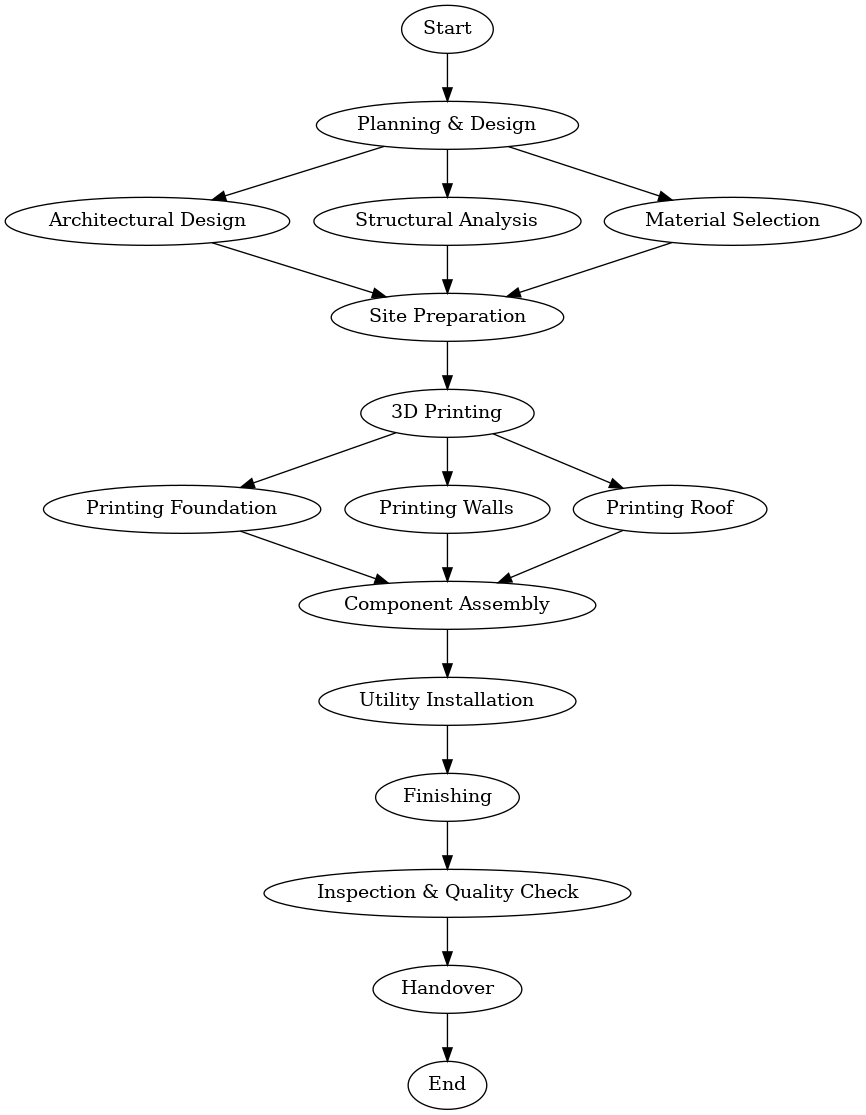 Start
Planning & Design
Architectural Design
Structural Analysis
Material Selection
Site Preparation
3D Printing
Printing Foundation
Printing Walls
Printing Roof
Component Assembly
Utility Installation
Finishing
Inspection & Quality Check
Handover
End